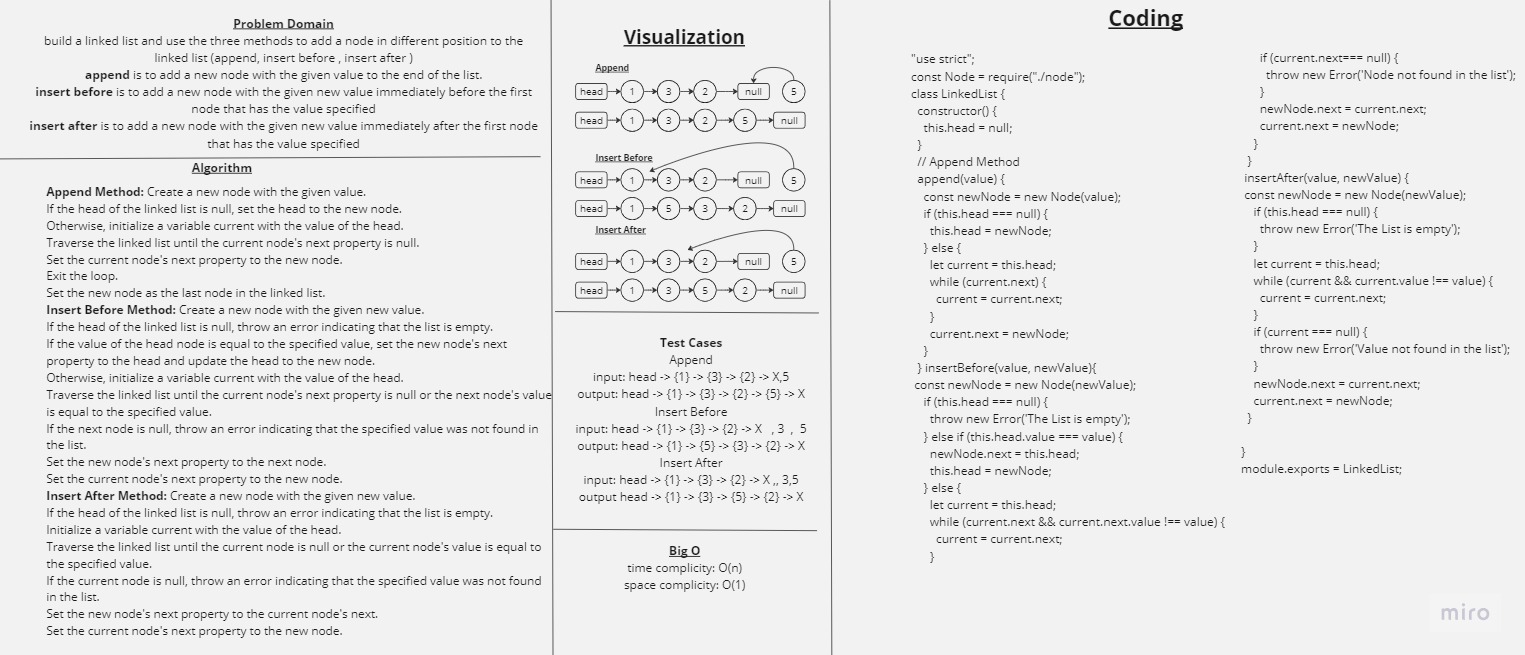 Problem Domain
build a linked list and use the three methods to add a node in different position to the
linked list (append, insert before , insert after )
append is to add a new node with the given value to the end of the list.
insert before is to add a new node with the given new value immediately before the first
node that has the value specified
insert after is to add a new node with the given new value immediately after the first node
that has the value specified
Algorithm
Append Method: Create a new node with the given value.
If the head of the linked list is null, set the head to the new node.
Otherwise, initialize a variable current with the value of the head.
Traverse the linked list until the current node's next property is null.
Set the current node's next property to the new node.
Exit the loop.
Set the new node as the last node in the linked list.
Insert Before Method: Create a new node with the given new value.
If the head of the linked list is null, throw an error indicating that the list is empty.
If the value of the head node is equal to the specified value, set the new node's next
property to the head and update the head to the new node.
Otherwise, initialize a variable current with the value of the head.
Traverse the linked list until the current node's next property is null or the next node's value
is equal to the specified value.
If the next node is null, throw an error indicating that the specified value was not found in
the list.
Set the new node's next property to the next node.
Set the current node's next property to the new node.
Insert After Method: Create a new node with the given new value.
If the head of the linked list is null, throw an error indicating that the list is empty.
Initialize a variable current with the value of the head.
Traverse the linked list until the current node is null or the current node's value is equal to
the specified value.
If the current node is null, throw an error indicating that the specified value was not found
in the list.
Set the new node's next property to the current node's next.
Set the current node's next property to the new node.
Visualization
Append
head 1 3 2 null 5
head 1 3 2 5 null
Insert Before
head 1 3 2 null 5
head 1 5 3 2 null
Insert After
head 1 3 2 null 5
head 1 3 5 2 null
Test Cases
Append
input: head -> {1} -> {3} -> {2} -> X,5
output: head -> {1} -> {3} -> {2} -> {5} -> X
Insert Before
input: head -> {1} -> {3} -> {2} -> X , 3 , 5
output: head -> {1} -> {5} -> {3} -> {2} -> X
Insert After
input: head -> {1} -> {3} -> {2} -> X ,, 3,5
output head -> {1} -> {3} -> {5} -> {2} -> X
Big O
time complicity: O(n)
space complicity: O(1)
Coding
"use strict";
const Node = require("./node");
class LinkedList {
constructor() {
this.head = null;
}
// Append Method
append(value) {
const newNode = new Node(value);
if (this.head === null) {
this.head = newNode;
} else {
let current = this.head;
while (current.next) {
current = current.next;
}
current.next = newNode;
}
} insertBefore(value, newValue){
const newNode = new Node(newValue);
if (this.head === null) {
throw new Error('The List is empty');
} else if (this.head.value === value) {
newNode.next = this.head;
this.head = newNode;
} else {
let current = this.head;
while (current.next && current.next.value !== value) {
current = current.next;
}
if (current.next=== null) {
throw new Error('Node not found in the list');
}
newNode.next = current.next;
current.next = newNode;
}
}
insertAfter(value, newValue) {
const newNode = new Node(newValue);
if (this.head === null) {
throw new Error('The List is empty');
}
let current = this.head;
while (current && current.value !== value) {
current = current.next;
}
if (current === null) {
throw new Error('Value not found in the list');
}
newNode.next = current.next;
current.next = newNode;
}
}
module.exports = LinkedList;
miro